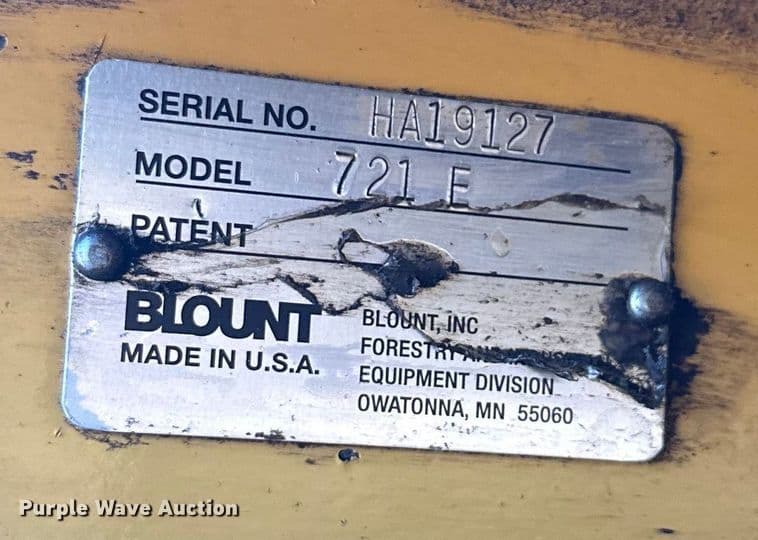 SERIAL NO. HA19127
MODEL 721 E
PATENT
BLOUNT
MADE IN U.S.A.
BLOUNT, INC
FORESTRY
EQUIPMENT DIVISION
OWATONNA, MN 55060
Purple Wave Auction